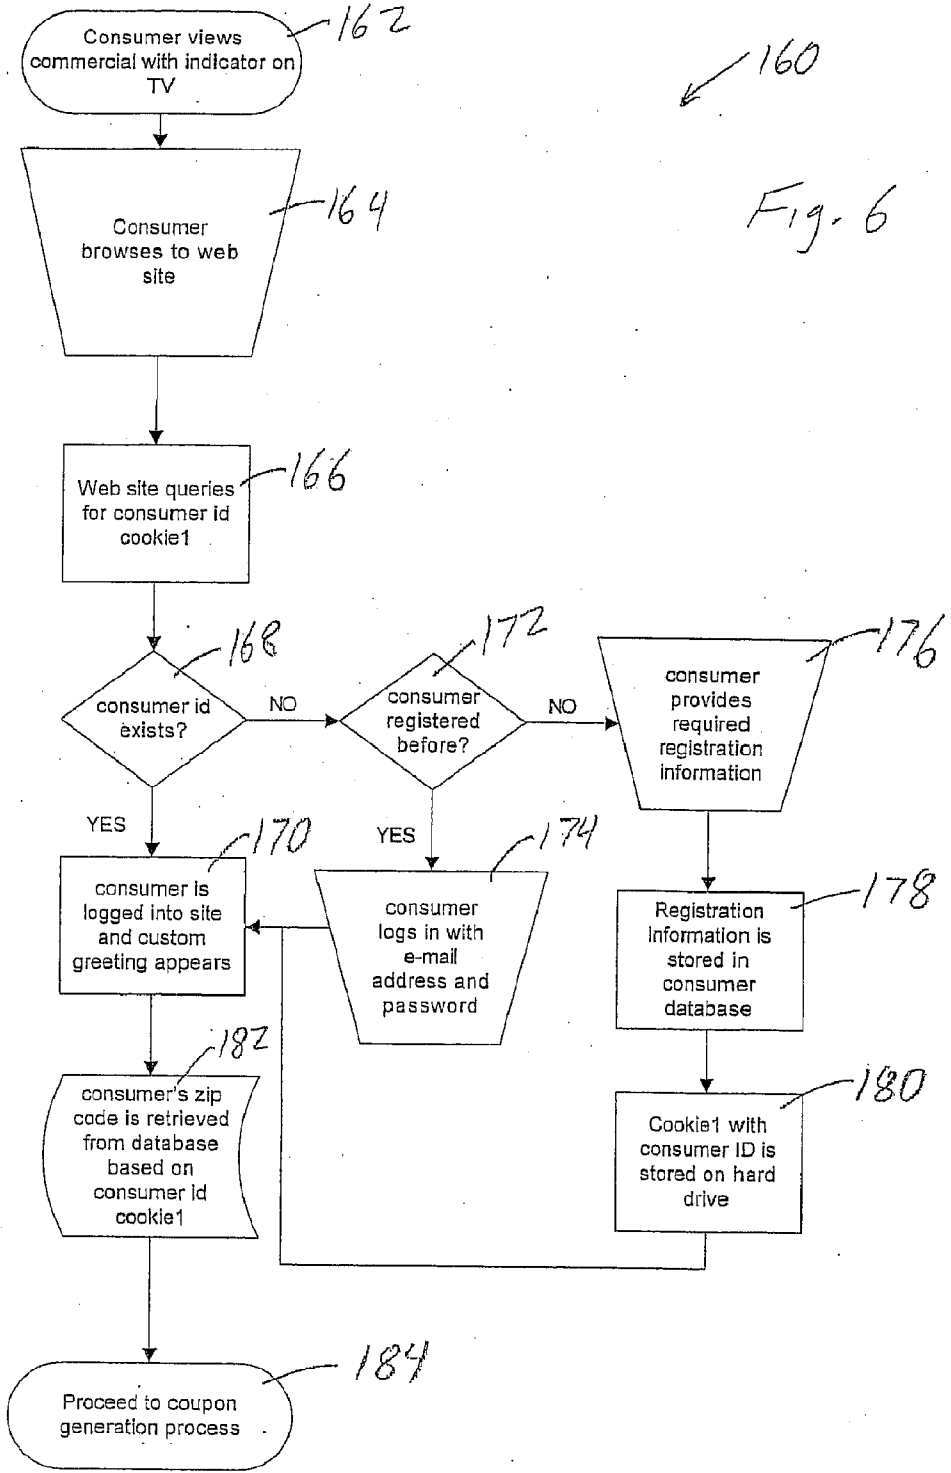 Consumer views
commercial with indicator on
TV
162
160
Fig. 6
Consumer
browses to web
site
164
Web site queries
for consumer id
cookie1
166
consumer id
exists?
168
NO
consumer
registered
before?
172
NO
consumer
provides
required
registration
information
176
YES
YES
consumer is
logged into site
and custom
greeting appears
170
consumer
logs in with
e-mail
address and
password
174
Registration
Information is
stored in
consumer
database
178
consumer's zip
code is retrieved
from database
based on
consumer id
cookie1
182
Cookie1 with
consumer ID is
stored on hard
drive
180
Proceed to coupon
generation process
184